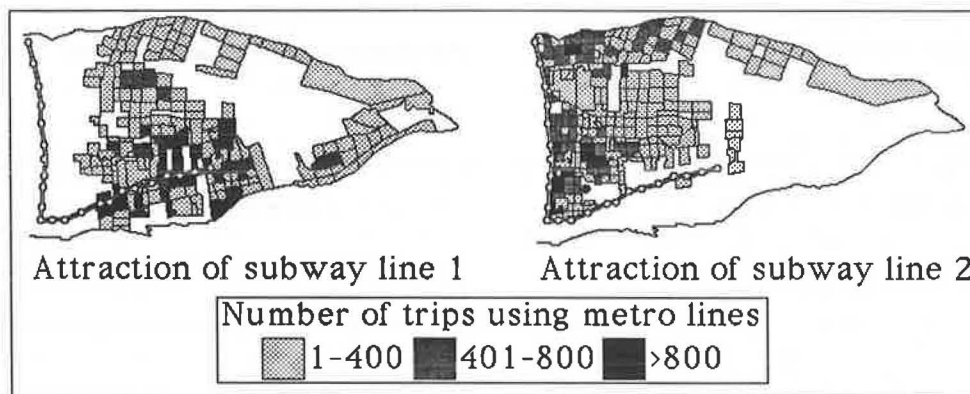 Attraction of subway line 1
Attraction of subway line 2
Number of trips using metro lines
1-400 401-800 >800